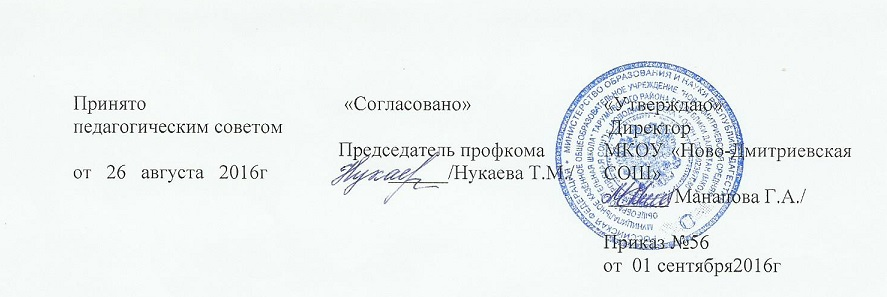 Принято
педагогическим советом
от 26 августа 2016г
«Согласовано»
Председатель профкома
/Нукаева Т.М./
«Утверждаю»
Директор
МКОУ «Ново-Дмитриевская
СОШ»
/Манапова Г.А./
Приказ №56
от 01 сентября2016г